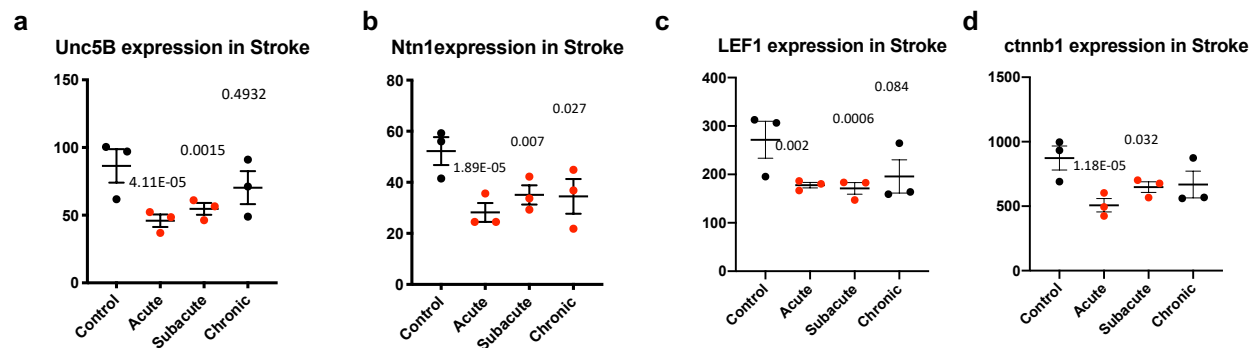 a
Unc5B expression in Stroke
150
100
50
0
4.11E-05
0.0015
0.4932
Control
Acute
Subacute
Chronic
b
Ntn1expression in Stroke
80
60
40
20
0
1.89E-05
0.007
0.027
Control
Acute
Subacute
Chronic
c
LEF1 expression in Stroke
400
300
200
100
0
0.002
0.0006
0.084
Control
Acute
Subacute
Chronic
d
ctnnb1 expression in Stroke
1500
1000
500
0
1.18E-05
0.032
Control
Acute
Subacute
Chronic